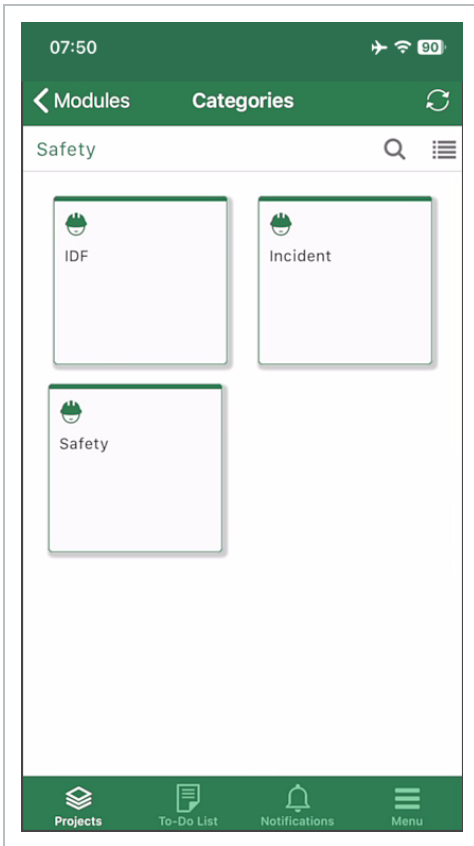 07:50 90
Modules Categories
Safety
IDF Incident
Safety
Projects To-Do List Notifications Menu